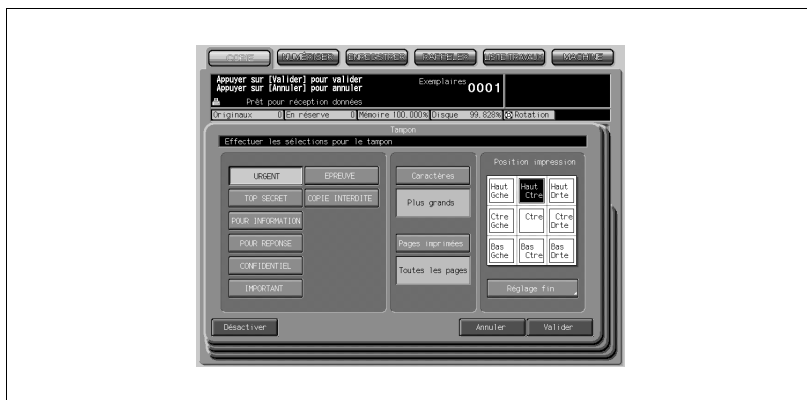 COPIE NUMÉRISER ENREGISTRER RAPPELER LISTE TRAVAUX MACHINE
Appuyer sur [Valider] pour valider
Appuyer sur [Annuler] pour annuler
Exemplaires 0001
Prêt pour réception données
Originaux 0 En réserve 0 Mémoire 100.000% Disque 99.828% Rotation
Tampon
Effectuer les sélections pour le tampon
URGENT EPREUVE
TOP SECRET COPIE INTERDITE
POUR INFORMATION
POUR REPONSE
CONFIDENTIEL
IMPORTANT
Caractères
Plus grands
Pages imprimées
Toutes les pages
Position impression
Haut Gche Haut Ctre Haut Drte
Ctre Gche Ctre Ctre Drte
Bas Gche Bas Ctre Bas Drte
Réglage fin
Désactiver Annuler Valider